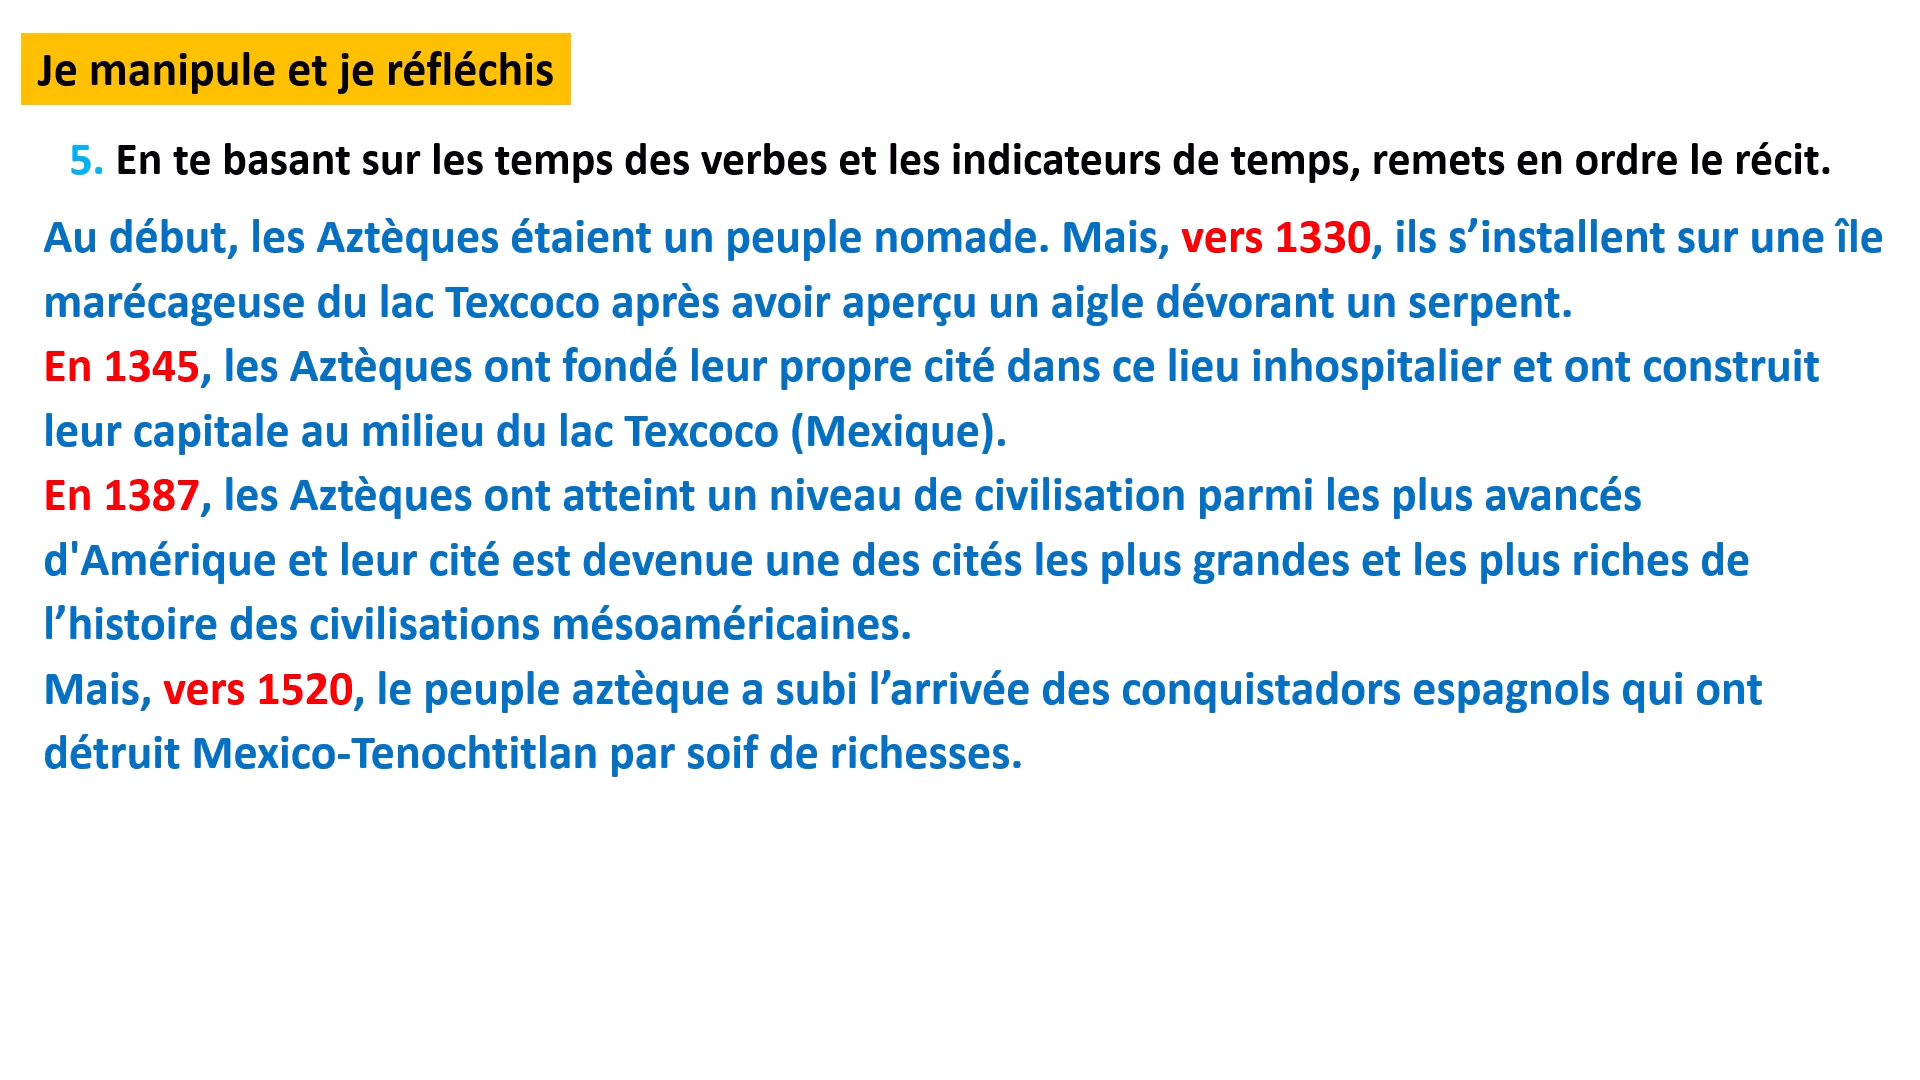 Je manipule et je réfléchis
5. En te basant sur les temps des verbes et les indicateurs de temps, remets en ordre le récit.
Au début, les Aztèques étaient un peuple nomade. Mais, vers 1330, ils s’installent sur une île
marécageuse du lac Texcoco après avoir aperçu un aigle dévorant un serpent.
En 1345, les Aztèques ont fondé leur propre cité dans ce lieu inhospitalier et ont construit
leur capitale au milieu du lac Texcoco (Mexique).
En 1387, les Aztèques ont atteint un niveau de civilisation parmi les plus avancés
d'Amérique et leur cité est devenue une des cités les plus grandes et les plus riches de
l’histoire des civilisations mésoaméricaines.
Mais, vers 1520, le peuple aztèque a subi l’arrivée des conquistadors espagnols qui ont
détruit Mexico-Tenochtitlan par soif de richesses.